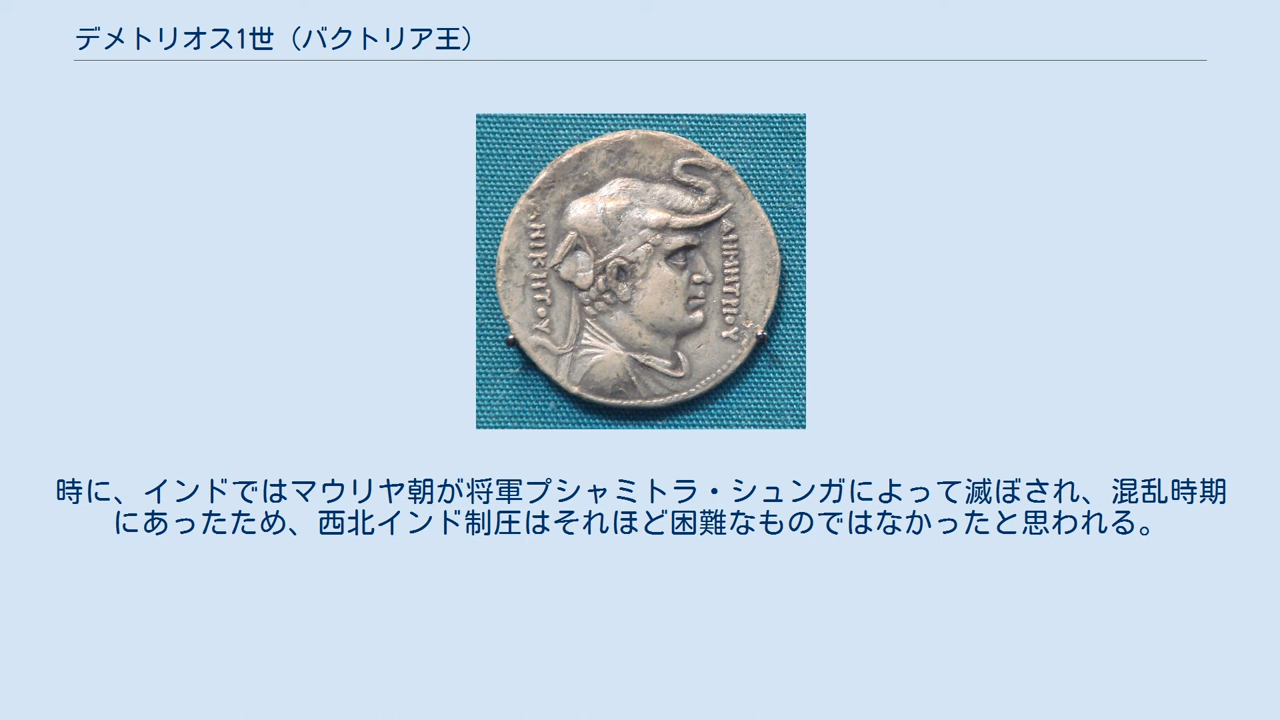 デメトリオス1世（バクトリア王）
ΑΝΙΚΗΤΟΥ
ΔΗΜΗΤΡΙΟΥ
時に、インドではマウリヤ朝が将軍プシャミトラ・シュンガによって滅ぼされ、混乱時期
にあったため、西北インド制圧はそれほど困難なものではなかったと思われる。